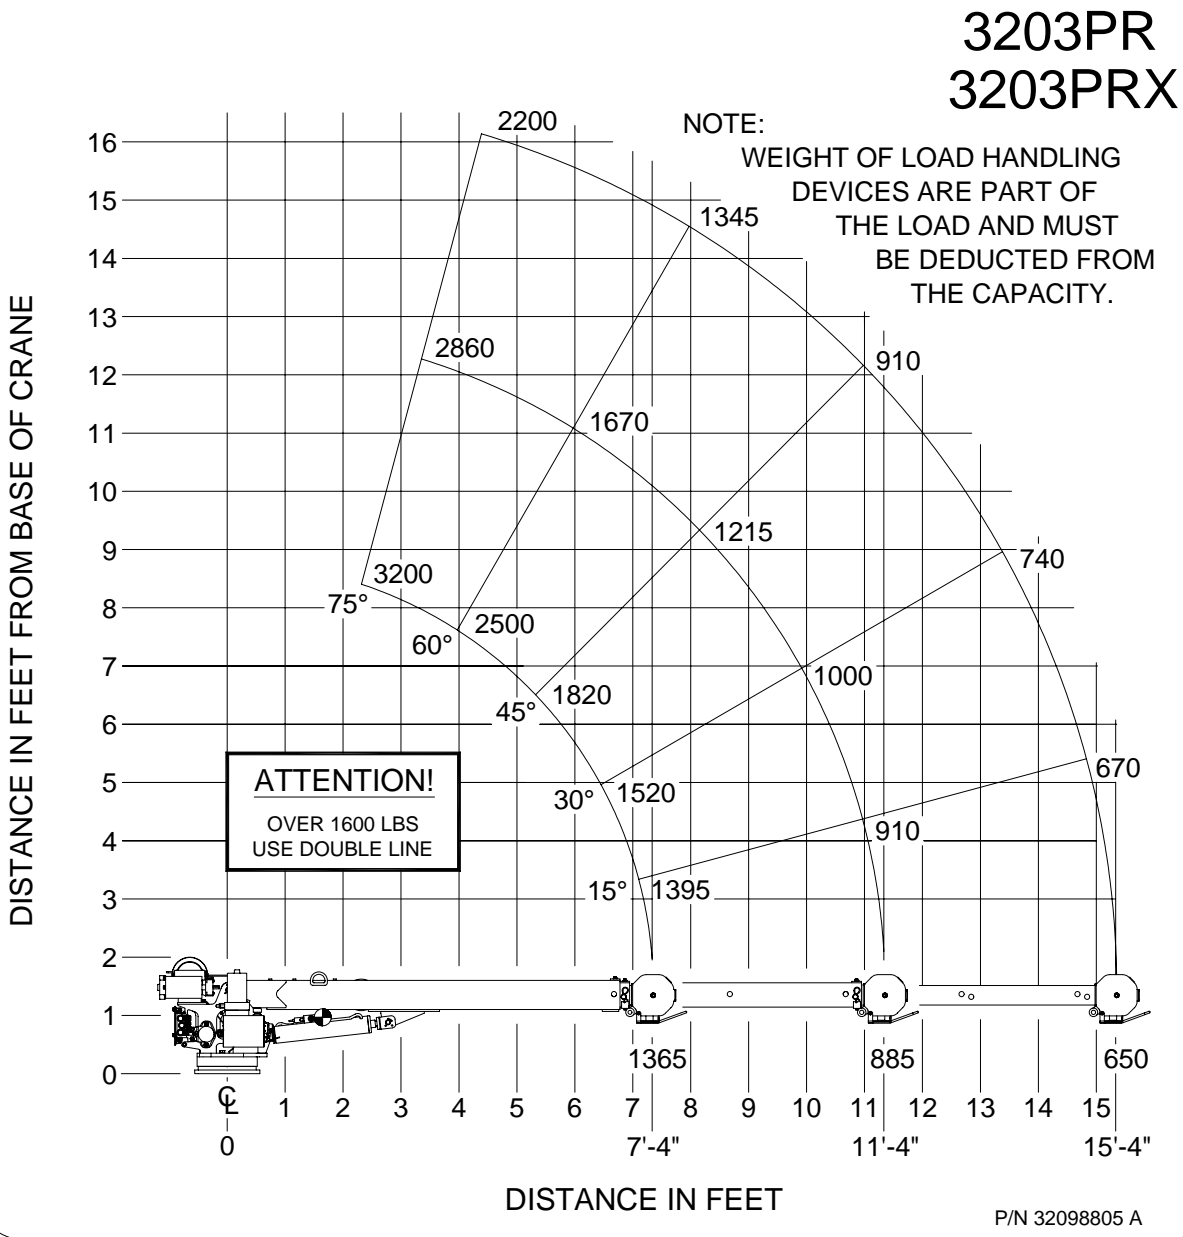 3203PR
3203PRX
NOTE:
WEIGHT OF LOAD HANDLING
DEVICES ARE PART OF
THE LOAD AND MUST
BE DEDUCTED FROM
THE CAPACITY.
DISTANCE IN FEET FROM BASE OF CRANE
16
15
14
13
12
11
10
9
8
7
6
5
4
3
2
1
0
2200
1345
2860
910
1670
1215
740
3200
75°
2500
60°
1820
45°
1000
1520
30°
670
910
1395
15°
ATTENTION!
OVER 1600 LBS
USE DOUBLE LINE
1365 885 650
℄ 1 2 3 4 5 6 7 8 9 10 11 12 13 14 15
0 7'-4" 11'-4" 15'-4"
DISTANCE IN FEET
P/N 32098805 A